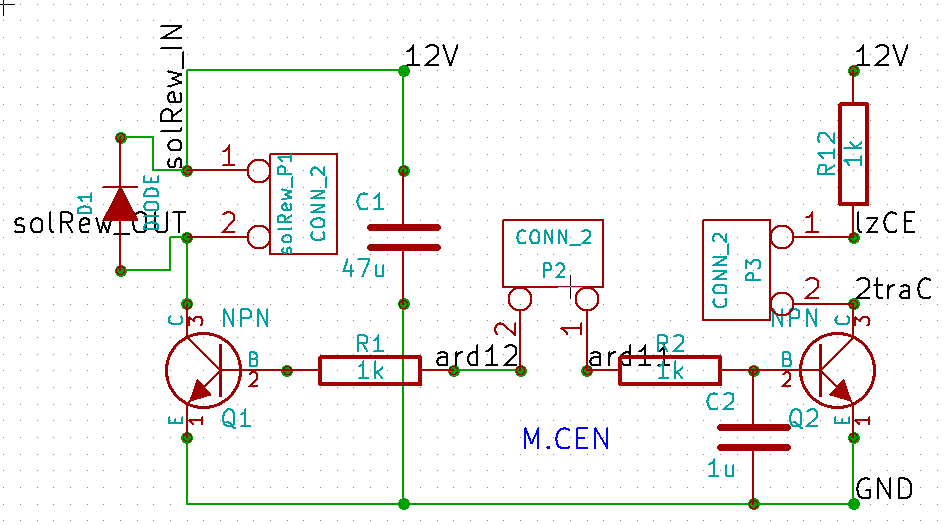 solRew_IN
12V
12V
1
solRew_P1
CONN_2
R12
1k
D1
DIODE
solRew_OUT
2
C1
47u
CONN_2
P2
CONN_2
P3
1
lzCE
2
2traC
C
3
NPN
2
1
NPN
C
3
B
2
R1
1k
ard12
ard11
R2
1k
B
2
E
1
Q1
M.CEN
C2
1u
Q2
E
1
GND